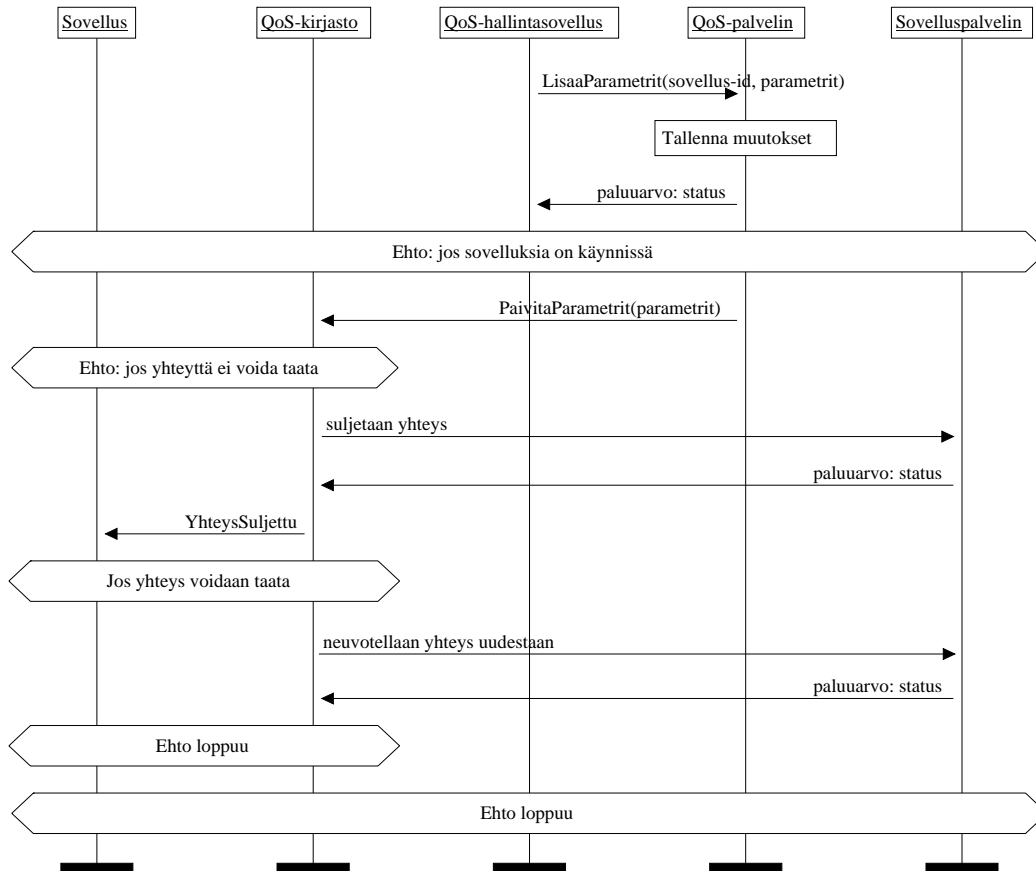 Sovellus
QoS-kirjasto
QoS-hallintasovellus
QoS-palvelin
Sovelluspalvelin
LisaaParametrit(sovellus-id, parametrit)
Tallenna muutokset
paluuarvo: status
Ehto: jos sovelluksia on käynnissä
PaivitaParametrit(parametrit)
Ehto: jos yhteyttä ei voida taata
suljetaan yhteys
paluuarvo: status
YhteysSuljettu
Jos yhteys voidaan taata
neuvotellaan yhteys uudestaan
paluuarvo: status
Ehto loppuu
Ehto loppuu